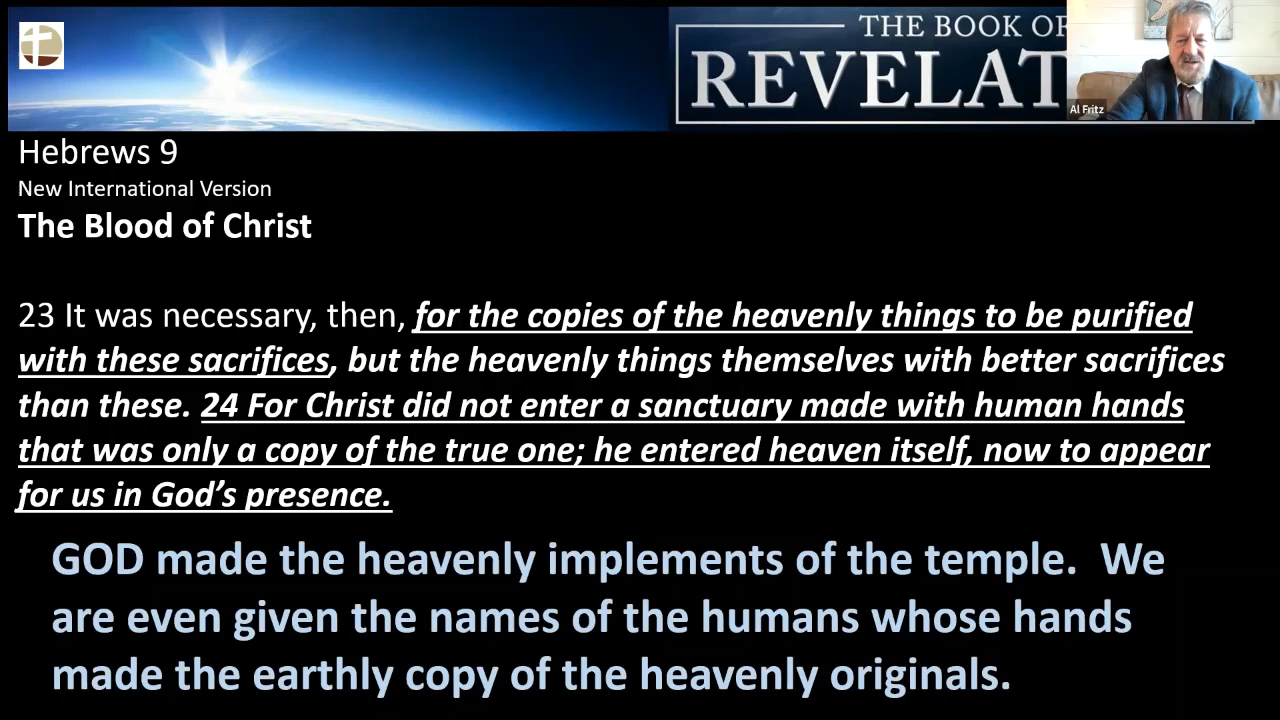 THE BOOK OF
REVELAT
Al Fritz
Hebrews 9
New International Version
The Blood of Christ
23 It was necessary, then, for the copies of the heavenly things to be purified
with these sacrifices, but the heavenly things themselves with better sacrifices
than these. 24 For Christ did not enter a sanctuary made with human hands
that was only a copy of the true one; he entered heaven itself, now to appear
for us in God’s presence.
GOD made the heavenly implements of the temple.  We
are even given the names of the humans whose hands
made the earthly copy of the heavenly originals.